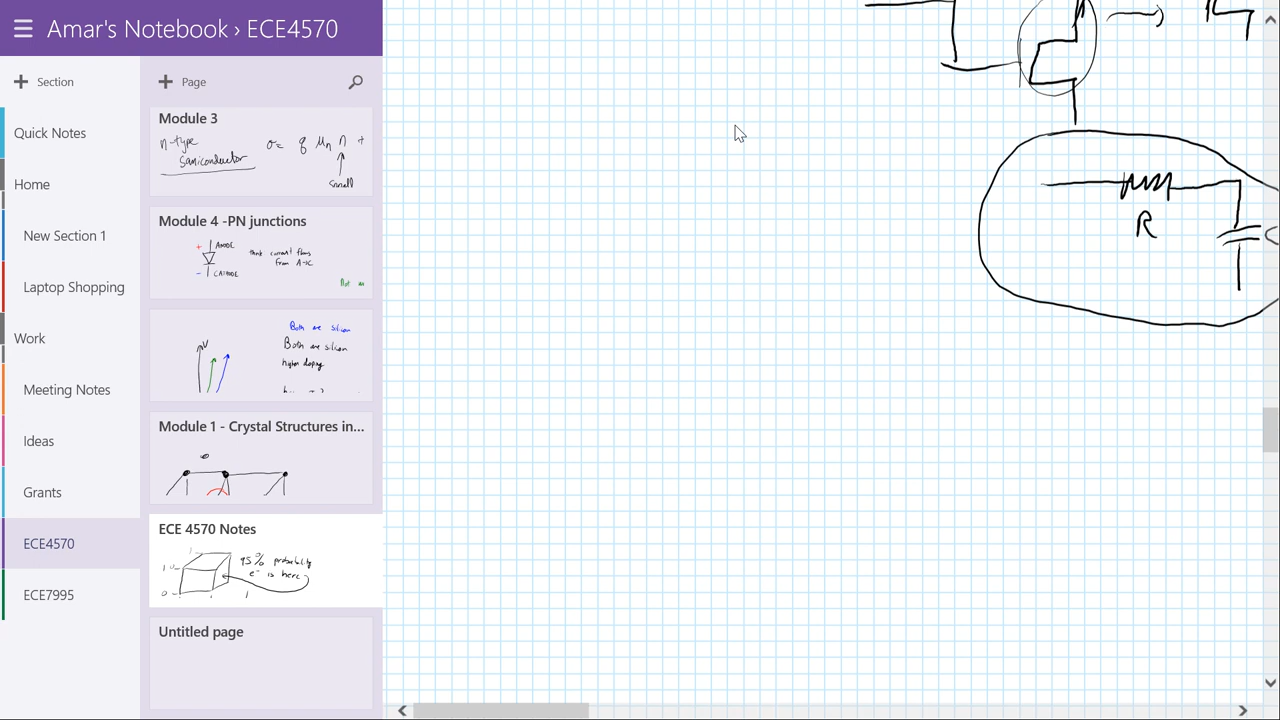 Amar's Notebook › ECE4570
Section
Page
Quick Notes
Home
New Section 1
Laptop Shopping
Work
Meeting Notes
Ideas
Grants
ECE4570
ECE7995
Module 3
n-type
Semiconductor
small
Module 4 -PN junctions
from A-C
Both are silicon
Both are silicon
higher doping
Module 1 - Crystal Structures in...
ECE 4570 Notes
95% probability
e⁻ is here
Untitled page
R